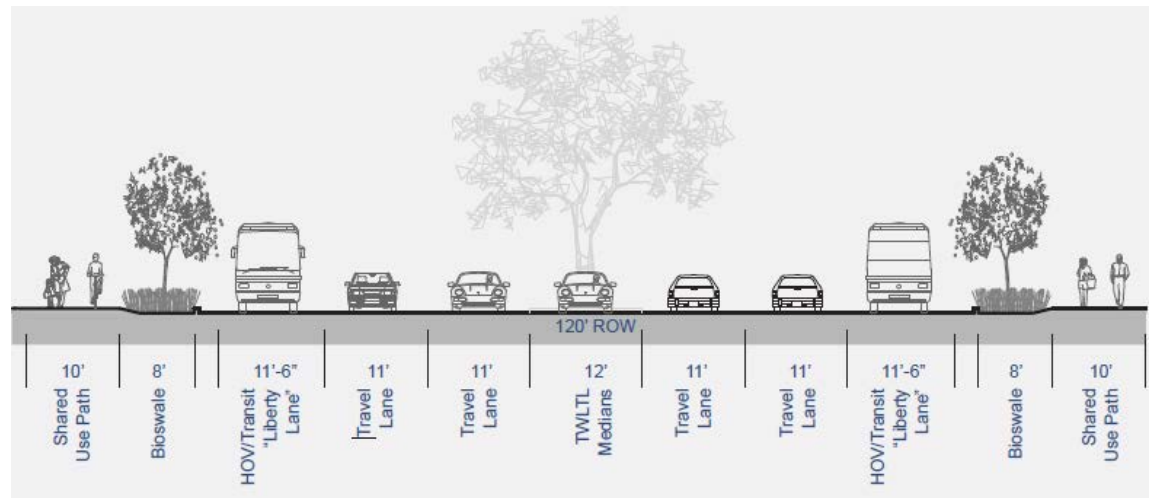 120' ROW
10'
8'
11'-6"
11'
11'
12'
11'
11'
11'-6"
8'
10'
Shared
Use Path
Bioswale
HOV/Transit
"Liberty
Lane"
Travel
Lane
Travel
Lane
TWLTL
Medians
Travel
Lane
Travel
Lane
HOV/Transit
"Liberty
Lane"
Bioswale
Shared
Use Path